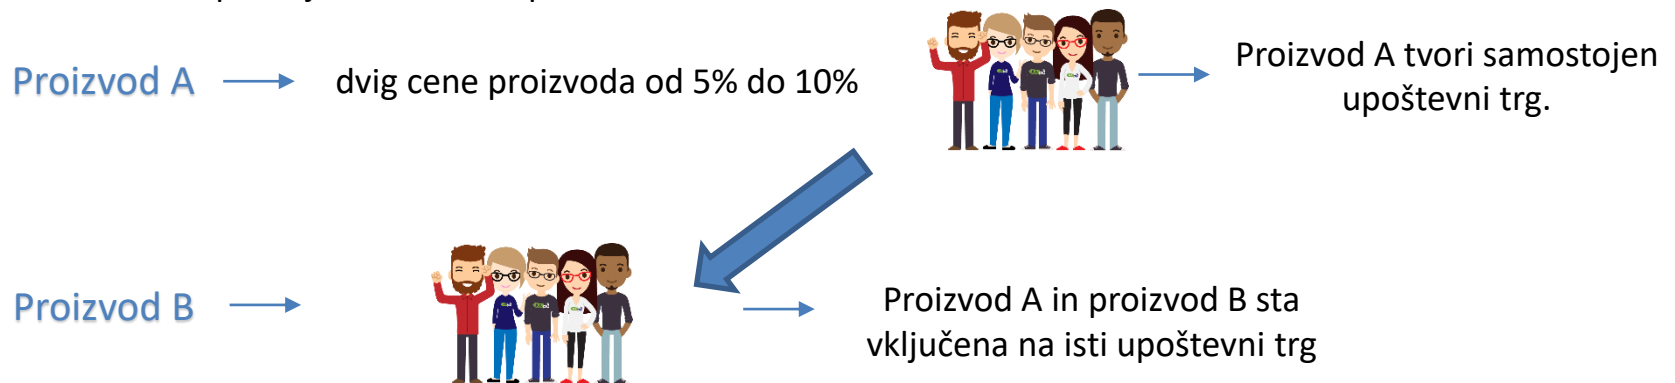 Proizvod A
dvig cene proizvoda od 5% do 10%
Proizvod A tvori samostojen
upoštevni trg.
Proizvod B
Proizvod A in proizvod B sta
vključena na isti upoštevni trg